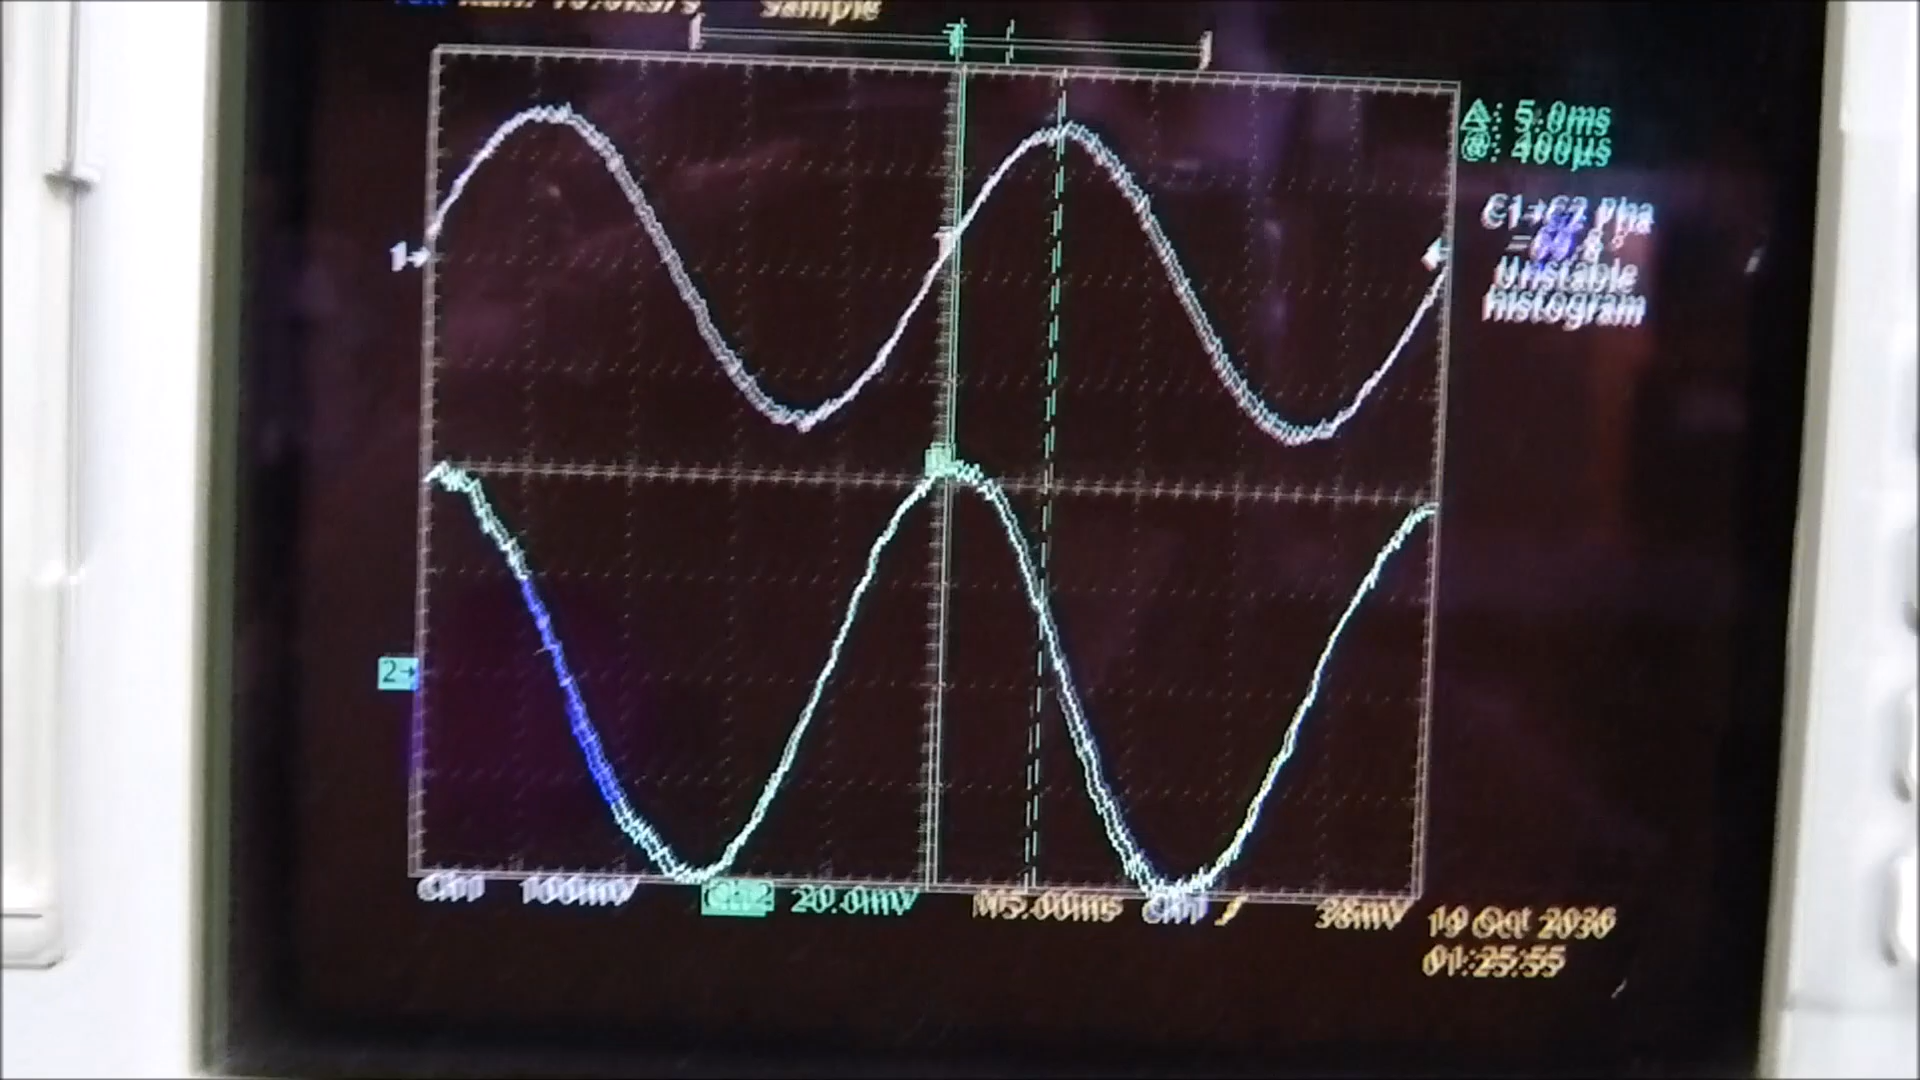 Sample
Δ: 5.0ms
@: 400µs
C1→C2 Pha
Unstable
histogram
1→
2→
Ch1 100mV Ch2 20.0mV M5.00ms Ch1 38mV
19 Oct 2036
01:25:55